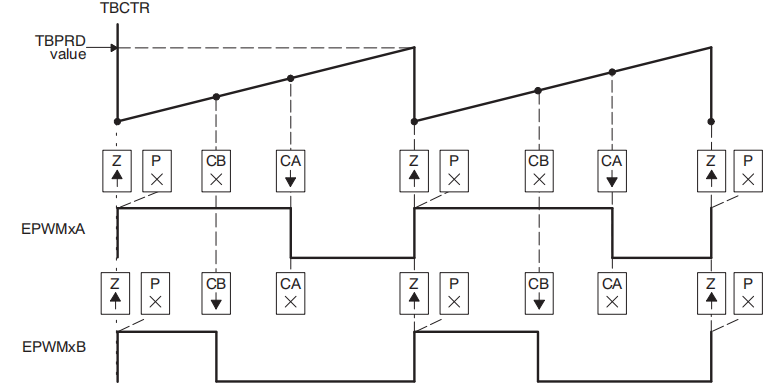 TBCTR
TBPRD
value
Z P CB CA Z P CB CA Z P
EPWMxA
Z P CB CA Z P CB CA Z P
EPWMxB